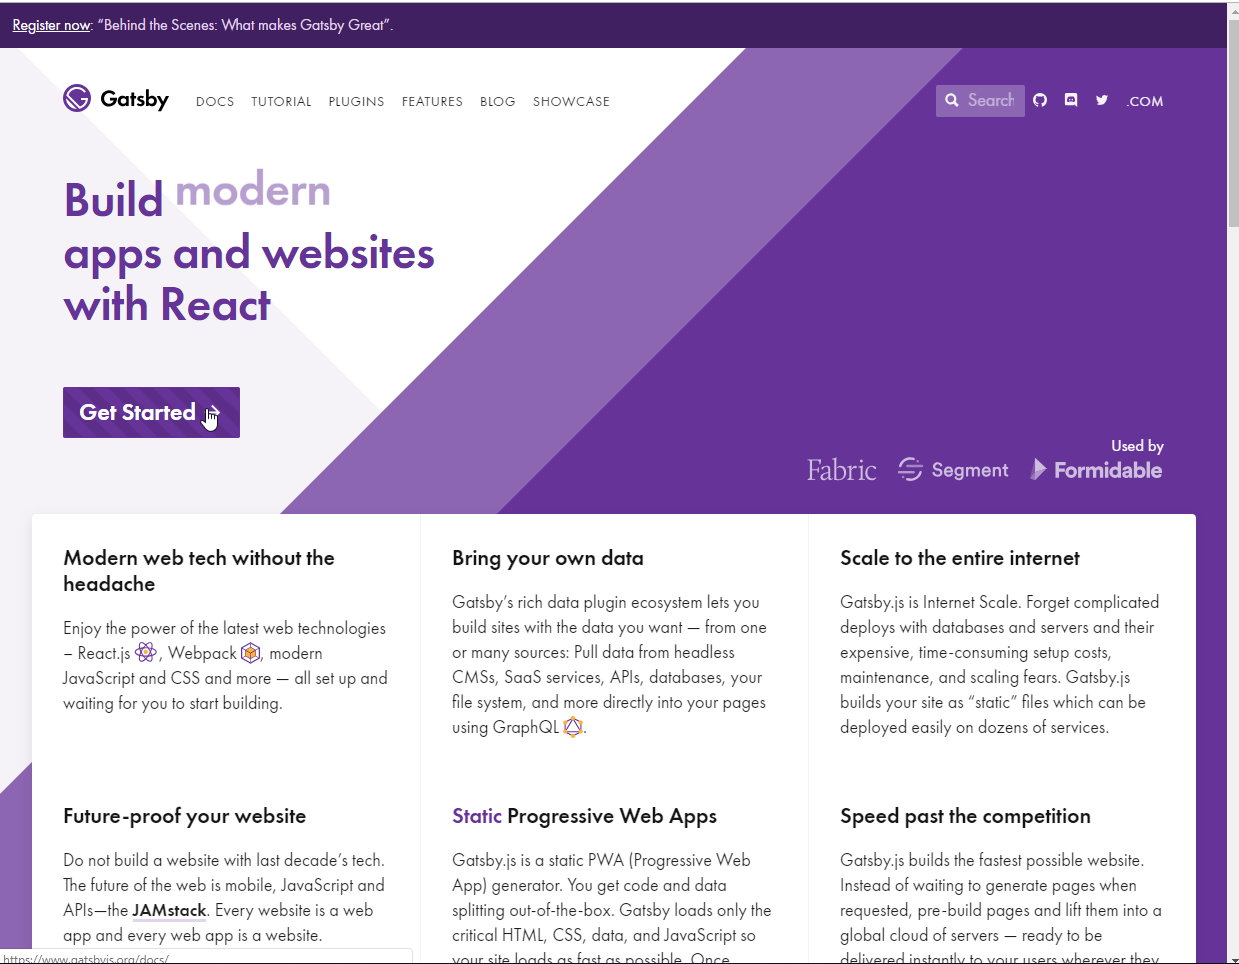 Register now: “Behind the Scenes: What makes Gatsby Great”.
Gatsby DOCS TUTORIAL PLUGINS FEATURES BLOG SHOWCASE Search .COM
Build modern
apps and websites
with React
Get Started
Used by
Fabric Segment Formidable
Modern web tech without the
headache
Enjoy the power of the latest web technologies
– React.js , Webpack , modern
JavaScript and CSS and more — all set up and
waiting for you to start building.
Bring your own data
Gatsby’s rich data plugin ecosystem lets you
build sites with the data you want — from one
or many sources: Pull data from headless
CMSs, SaaS services, APIs, databases, your
file system, and more directly into your pages
using GraphQL .
Scale to the entire internet
Gatsby.js is Internet Scale. Forget complicated
deploys with databases and servers and their
expensive, time-consuming setup costs,
maintenance, and scaling fears. Gatsby.js
builds your site as “static” files which can be
deployed easily on dozens of services.
Future-proof your website
Do not build a website with last decade’s tech.
The future of the web is mobile, JavaScript and
APIs—the JAMstack. Every website is a web
app and every web app is a website.
Static Progressive Web Apps
Gatsby.js is a static PWA (Progressive Web
App) generator. You get code and data
splitting out-of-the-box. Gatsby loads only the
critical HTML, CSS, data, and JavaScript so
your site loads as fast as possible. Once
Speed past the competition
Gatsby.js builds the fastest possible website.
Instead of waiting to generate pages when
requested, pre-build pages and lift them into a
global cloud of servers — ready to be
delivered instantly to your users wherever they
https://www.gatsbyjs.org/docs/